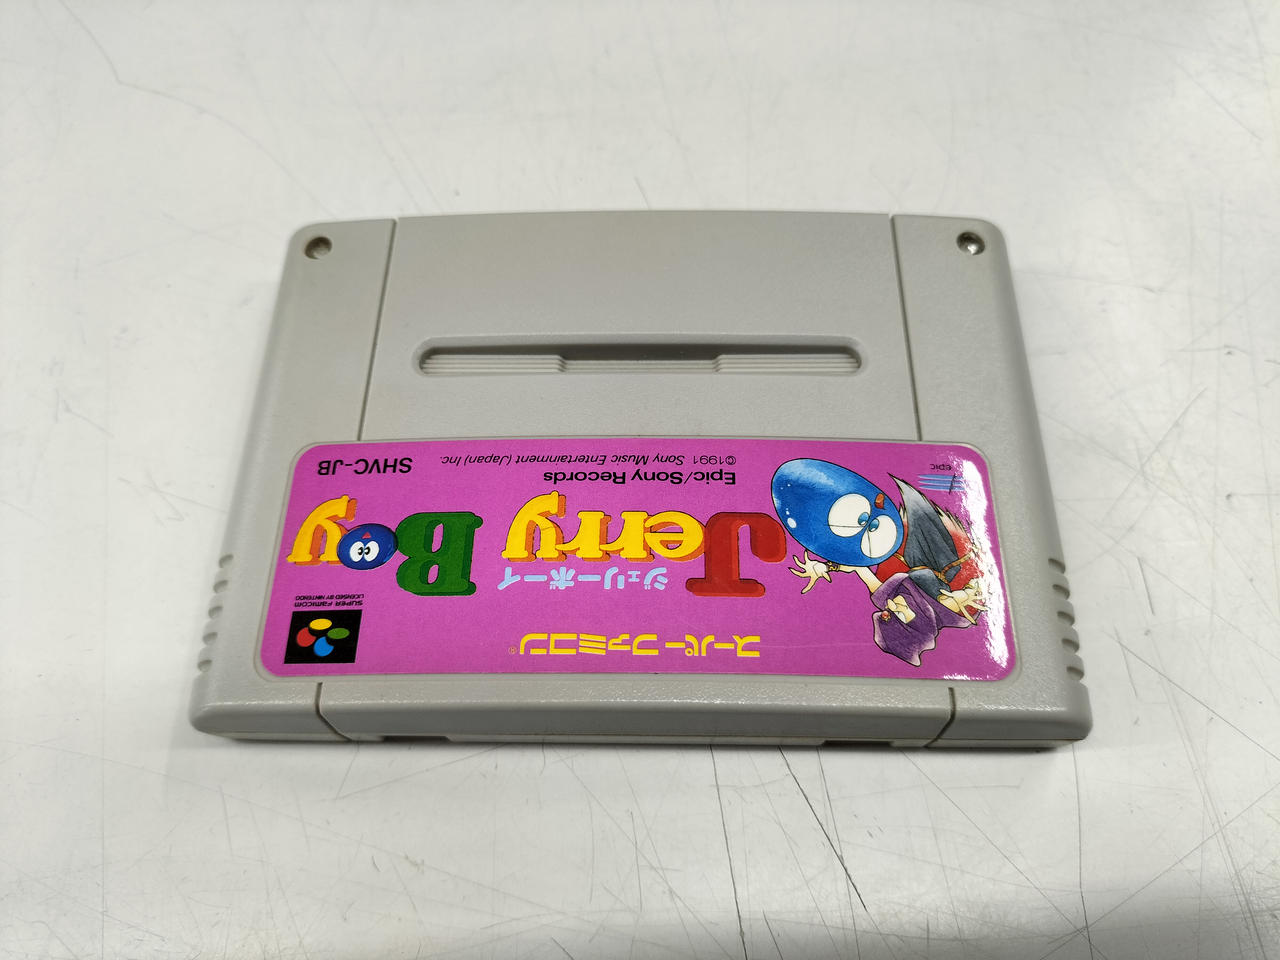 スーパーファミコン®
SUPER FAMICOM
LICENSED BY NINTENDO
ジェリーボーイ
Jerry Boy
epic
Epic/Sony Records
©1991 Sony Music Entertainment (Japan) Inc.
SHVC-JB